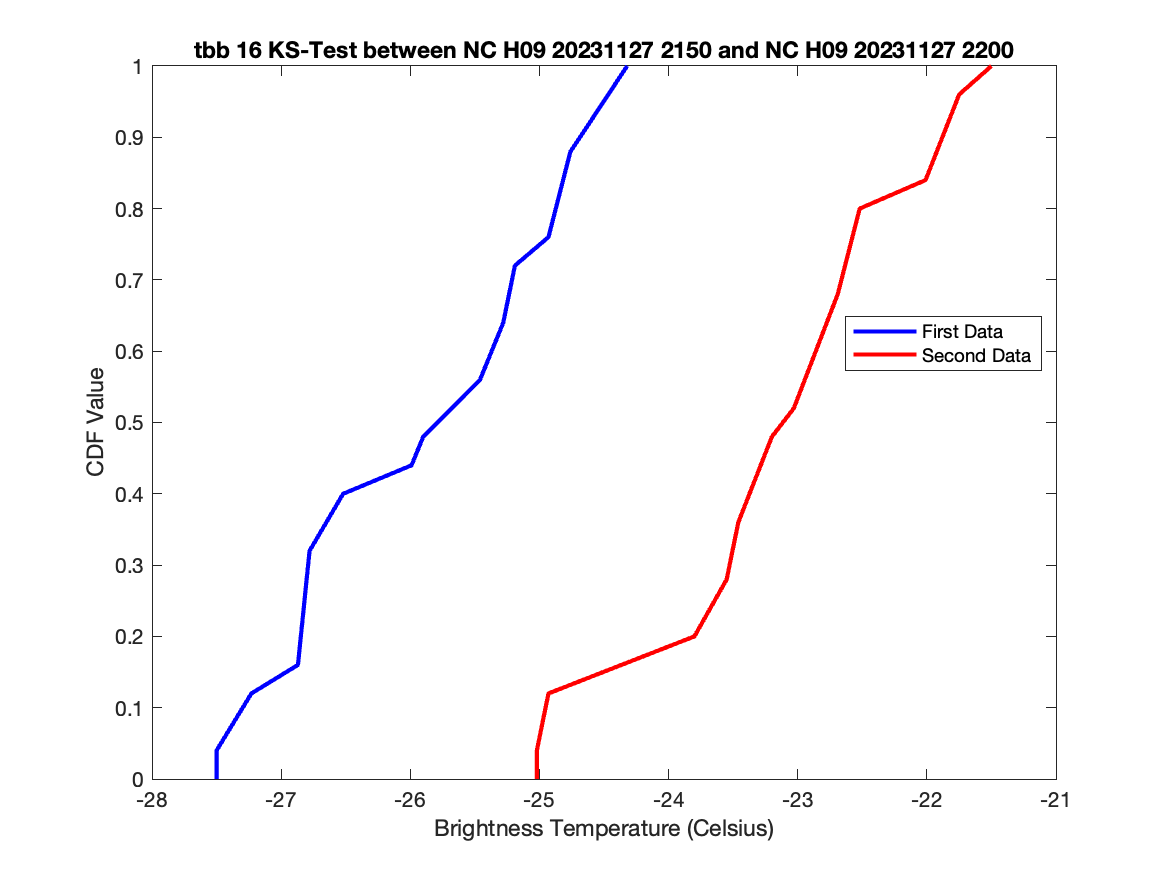 tbb 16 KS-Test between NC H09 20231127 2150 and NC H09 20231127 2200
1
0.9
0.8
0.7
0.6
0.5
0.4
0.3
0.2
0.1
0
CDF Value
First Data
Second Data
-28 -27 -26 -25 -24 -23 -22 -21
Brightness Temperature (Celsius)